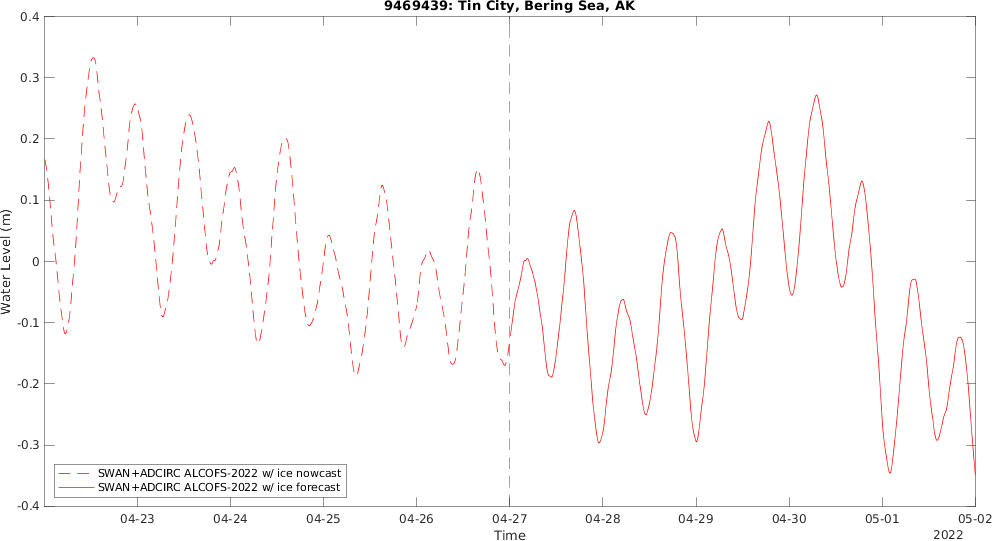 9469439: Tin City, Bering Sea, AK
0.4
0.3
0.2
0.1
0
-0.1
-0.2
-0.3
-0.4
Water Level (m)
SWAN+ADCIRC ALCOFS-2022 w/ ice nowcast
SWAN+ADCIRC ALCOFS-2022 w/ ice forecast
04-23 04-24 04-25 04-26 04-27 04-28 04-29 04-30 05-01 05-02
Time
2022